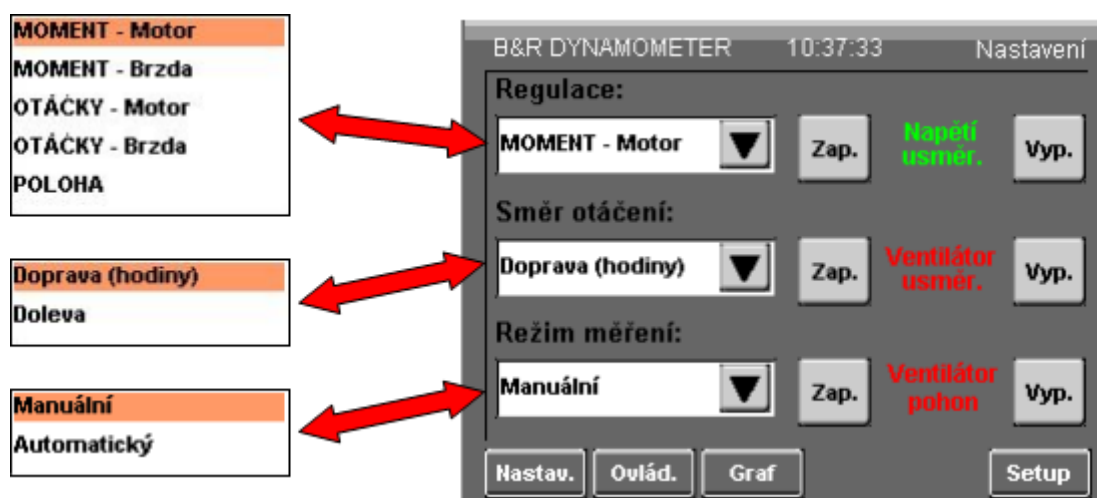 MOMENT - Motor
MOMENT - Brzda
OTÁČKY - Motor
OTÁČKY - Brzda
POLOHA
Doprava (hodiny)
Doleva
Manuální
Automatický
B&R DYNAMOMETER 10:37:33 Nastavení
Regulace:
MOMENT - Motor Zap. Napětí usměr. Vyp.
Směr otáčení:
Doprava (hodiny) Zap. Ventilátor usměr. Vyp.
Režim měření:
Manuální Zap. Ventilátor pohon Vyp.
Nastav. Ovlád. Graf Setup